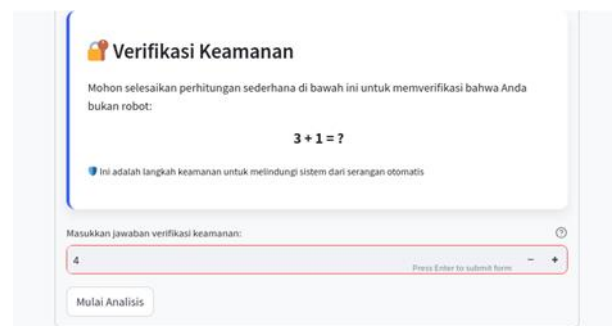 🔐 Verifikasi Keamanan
Mohon selesaikan perhitungan sederhana di bawah ini untuk memverifikasi bahwa Anda
bukan robot:
3 + 1 = ?
🛡️ Ini adalah langkah keamanan untuk melindungi sistem dari serangan otomatis
Masukkan jawaban verifikasi keamanan:
4
Press Enter to submit form
Mulai Analisis